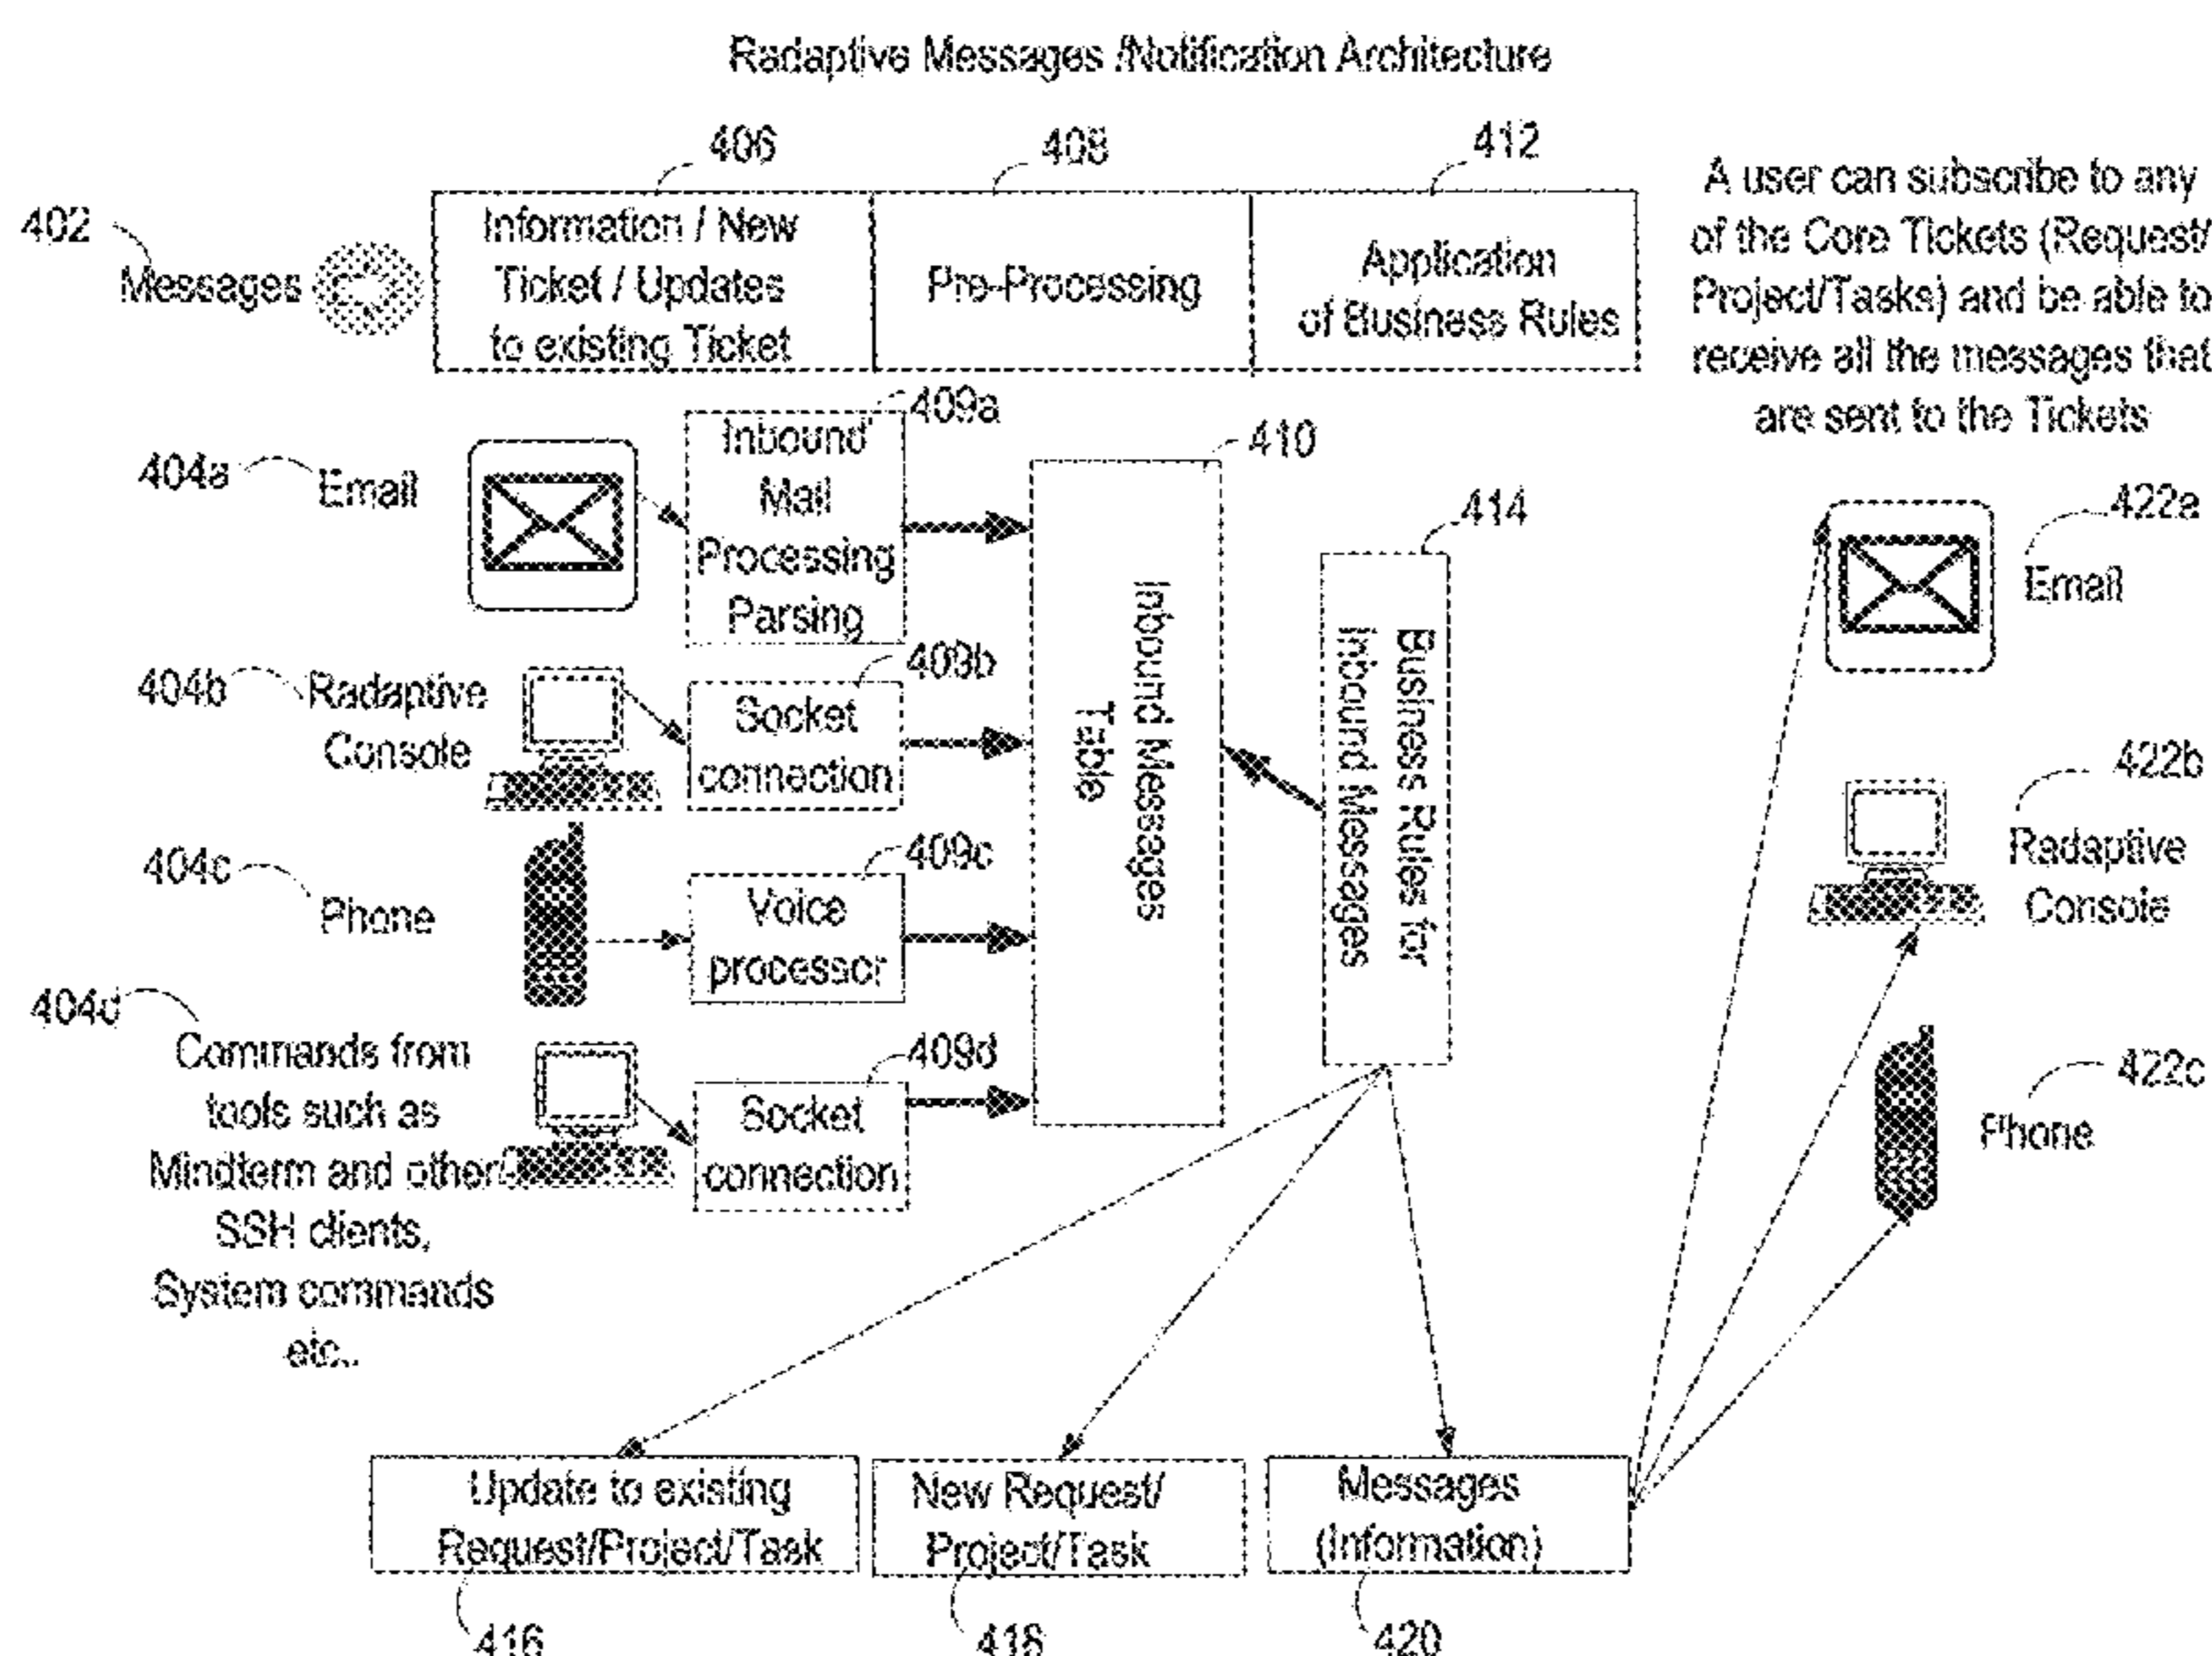 Radaptive Messages /Notification Architecture
406
408
412
402
Messages
Information / New
Ticket / Updates
to existing Ticket
Pre-Processing
Application
of Business Rules
A user can subscribe to any
of the Core Tickets (Request/
Project/Tasks) and be able to
receive all the messages that
are sent to the Tickets
404a
Email
409a
Inbound
Mail
Processing
Parsing
410
414
422a
Email
404b
Radaptive
Console
409b
Socket
connection
Inbound Messages
Table
Business Rules for
Inbound Messages
422b
Radaptive
Console
404c
Phone
409c
Voice
processor
422c
Phone
404d
Commands from
tools such as
Mindterm and other
SSH clients,
System commands
etc..
409d
Socket
connection
Update to existing
Request/Project/Task
New Request/
Project/Task
Messages
(Information)
416
418
420